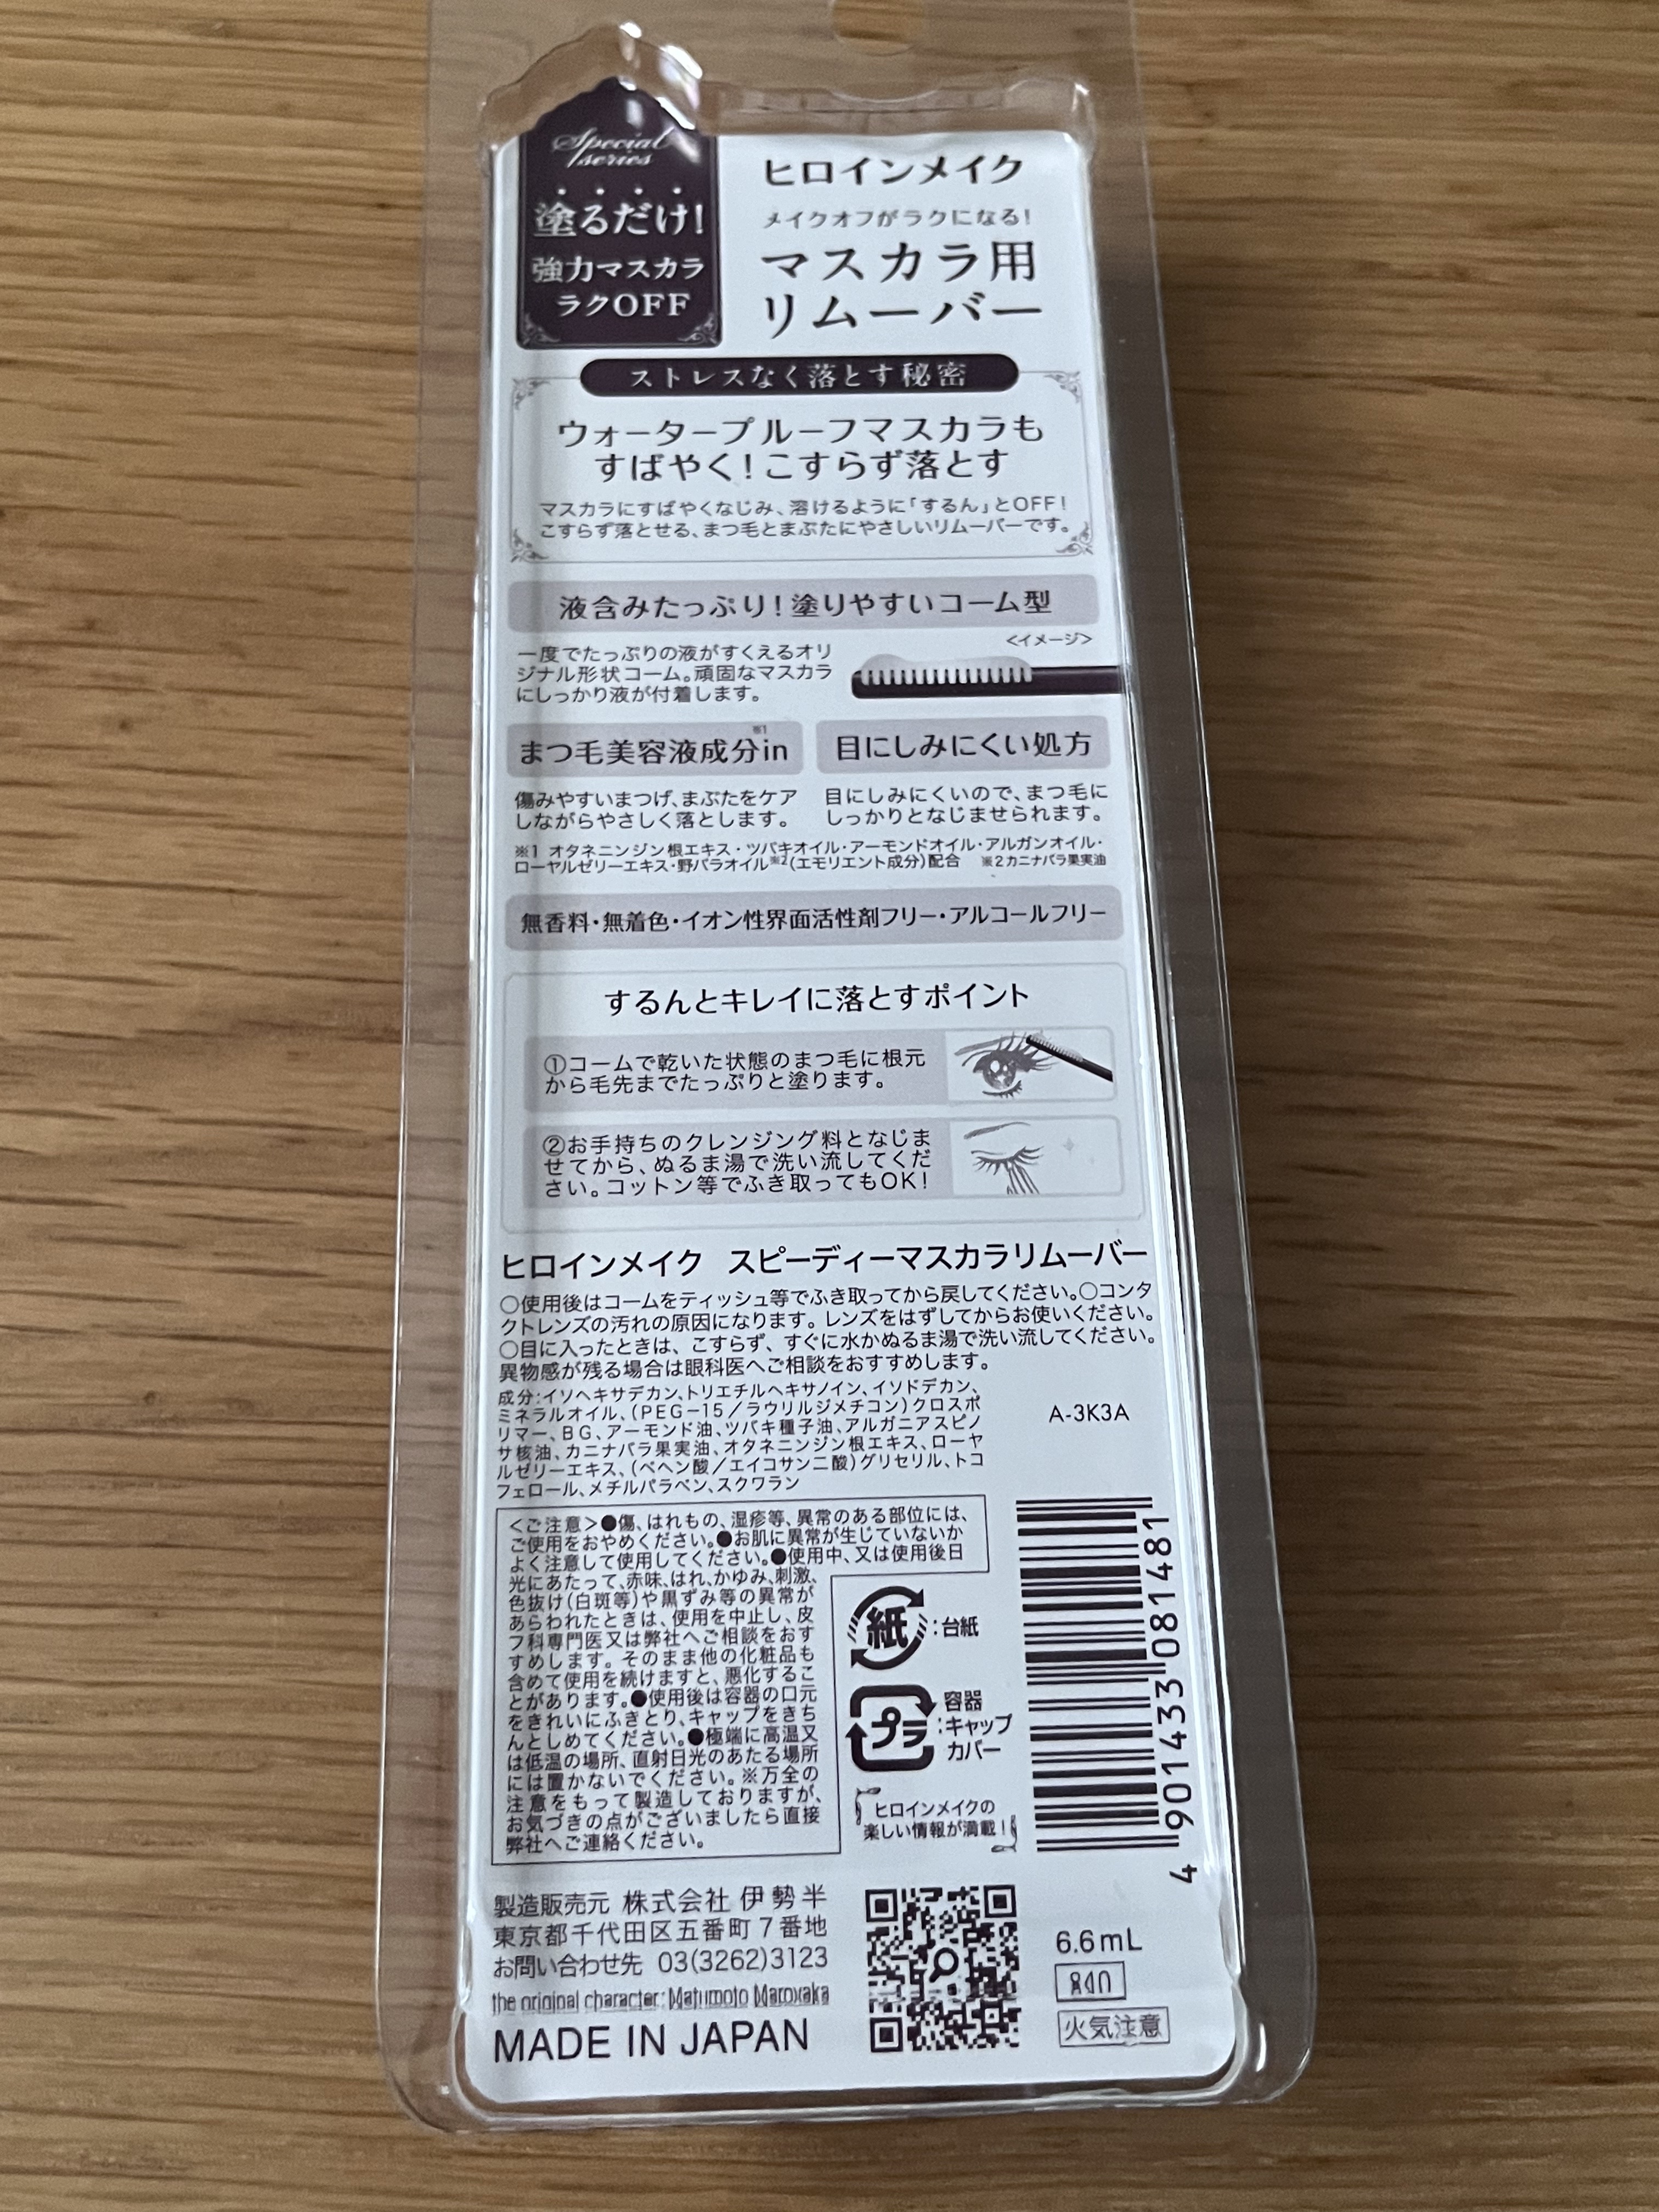 Special
series
塗るだけ!
強力マスカラ
ラクOFF
ヒロインメイク
メイクオフがラクになる!
マスカラ用
リムーバー
ストレスなく落とす秘密
ウォータープルーフマスカラも
すばやく!こすらず落とす
マスカラにすばやくなじみ、溶けるように「するん」とOFF!
こすらず落とせる、まつ毛とまぶたにやさしいリムーバーです。
液含みたっぷり!塗りやすいコーム型
<イメージ>
一度でたっぷりの液がすくえるオリ
ジナル形状コーム。頑固なマスカラ
にしっかり液が付着します。
まつ毛美容液成分in※1
傷みやすいまつげ、まぶたをケア
しながらやさしく落とします。
目にしみにくい処方
目にしみにくいので、まつ毛に
しっかりとなじませられます。
※1 オタネニンジン根エキス・ツバキオイル・アーモンドオイル・アルガンオイル・
ローヤルゼリーエキス・野バラオイル※2(エモリエント成分)配合 ※2カニナバラ果実油
無香料・無着色・イオン性界面活性剤フリー・アルコールフリー
するんとキレイに落とすポイント
①コームで乾いた状態のまつ毛に根元
から毛先までたっぷりと塗ります。
②お手持ちのクレンジング料となじま
せてから、ぬるま湯で洗い流してくだ
さい。コットン等でふき取ってもOK!
ヒロインメイク スピーディーマスカラリムーバー
○使用後はコームをティッシュ等でふき取ってから戻してください。○コンタ
クトレンズの汚れの原因になります。レンズをはずしてからお使いください。
○目に入ったときは、こすらず、すぐに水かぬるま湯で洗い流してください。
異物感が残る場合は眼科医へご相談をおすすめします。
成分:イソヘキサデカン、トリエチルヘキサノイン、イソドデカン、
ミネラルオイル、(PEG-15/ラウリルジメチコン)クロスポ
リマー、BG、アーモンド油、ツバキ種子油、アルガニアスピノ
サ核油、カニナバラ果実油、オタネニンジン根エキス、ローヤ
ルゼリーエキス、(ベヘン酸/エイコサン二酸)グリセリル、トコ
フェロール、メチルパラベン、スクワラン
A-3K3A
<ご注意>●傷、はれもの、湿疹等、異常のある部位には、
ご使用をおやめください。●お肌に異常が生じていないか
よく注意して使用してください。●使用中、又は使用後日
光にあたって、赤味、はれ、かゆみ、刺激、
色抜け(白斑等)や黒ずみ等の異常が
あらわれたときは、使用を中止し、皮
フ科専門医又は弊社へご相談をおす
すめします。そのまま他の化粧品も
含めて使用を続けますと、悪化するこ
とがあります。●使用後は容器の口元
をきれいにふきとり、キャップをきち
んとしめてください。●極端に高温又
は低温の場所、直射日光のあたる場所
には置かないでください。※万全の
注意をもって製造しておりますが、
お気づきの点がございましたら直接
弊社へご連絡ください。
紙:台紙
プラ:容器
キャップ
カバー
ヒロインメイクの
楽しい情報が満載!
4 901433 081481
製造販売元 株式会社 伊勢半
東京都千代田区五番町7番地
お問い合わせ先 03(3262)3123
the original character: Matumoto Maroyaka
MADE IN JAPAN
6.6mL
840
火気注意